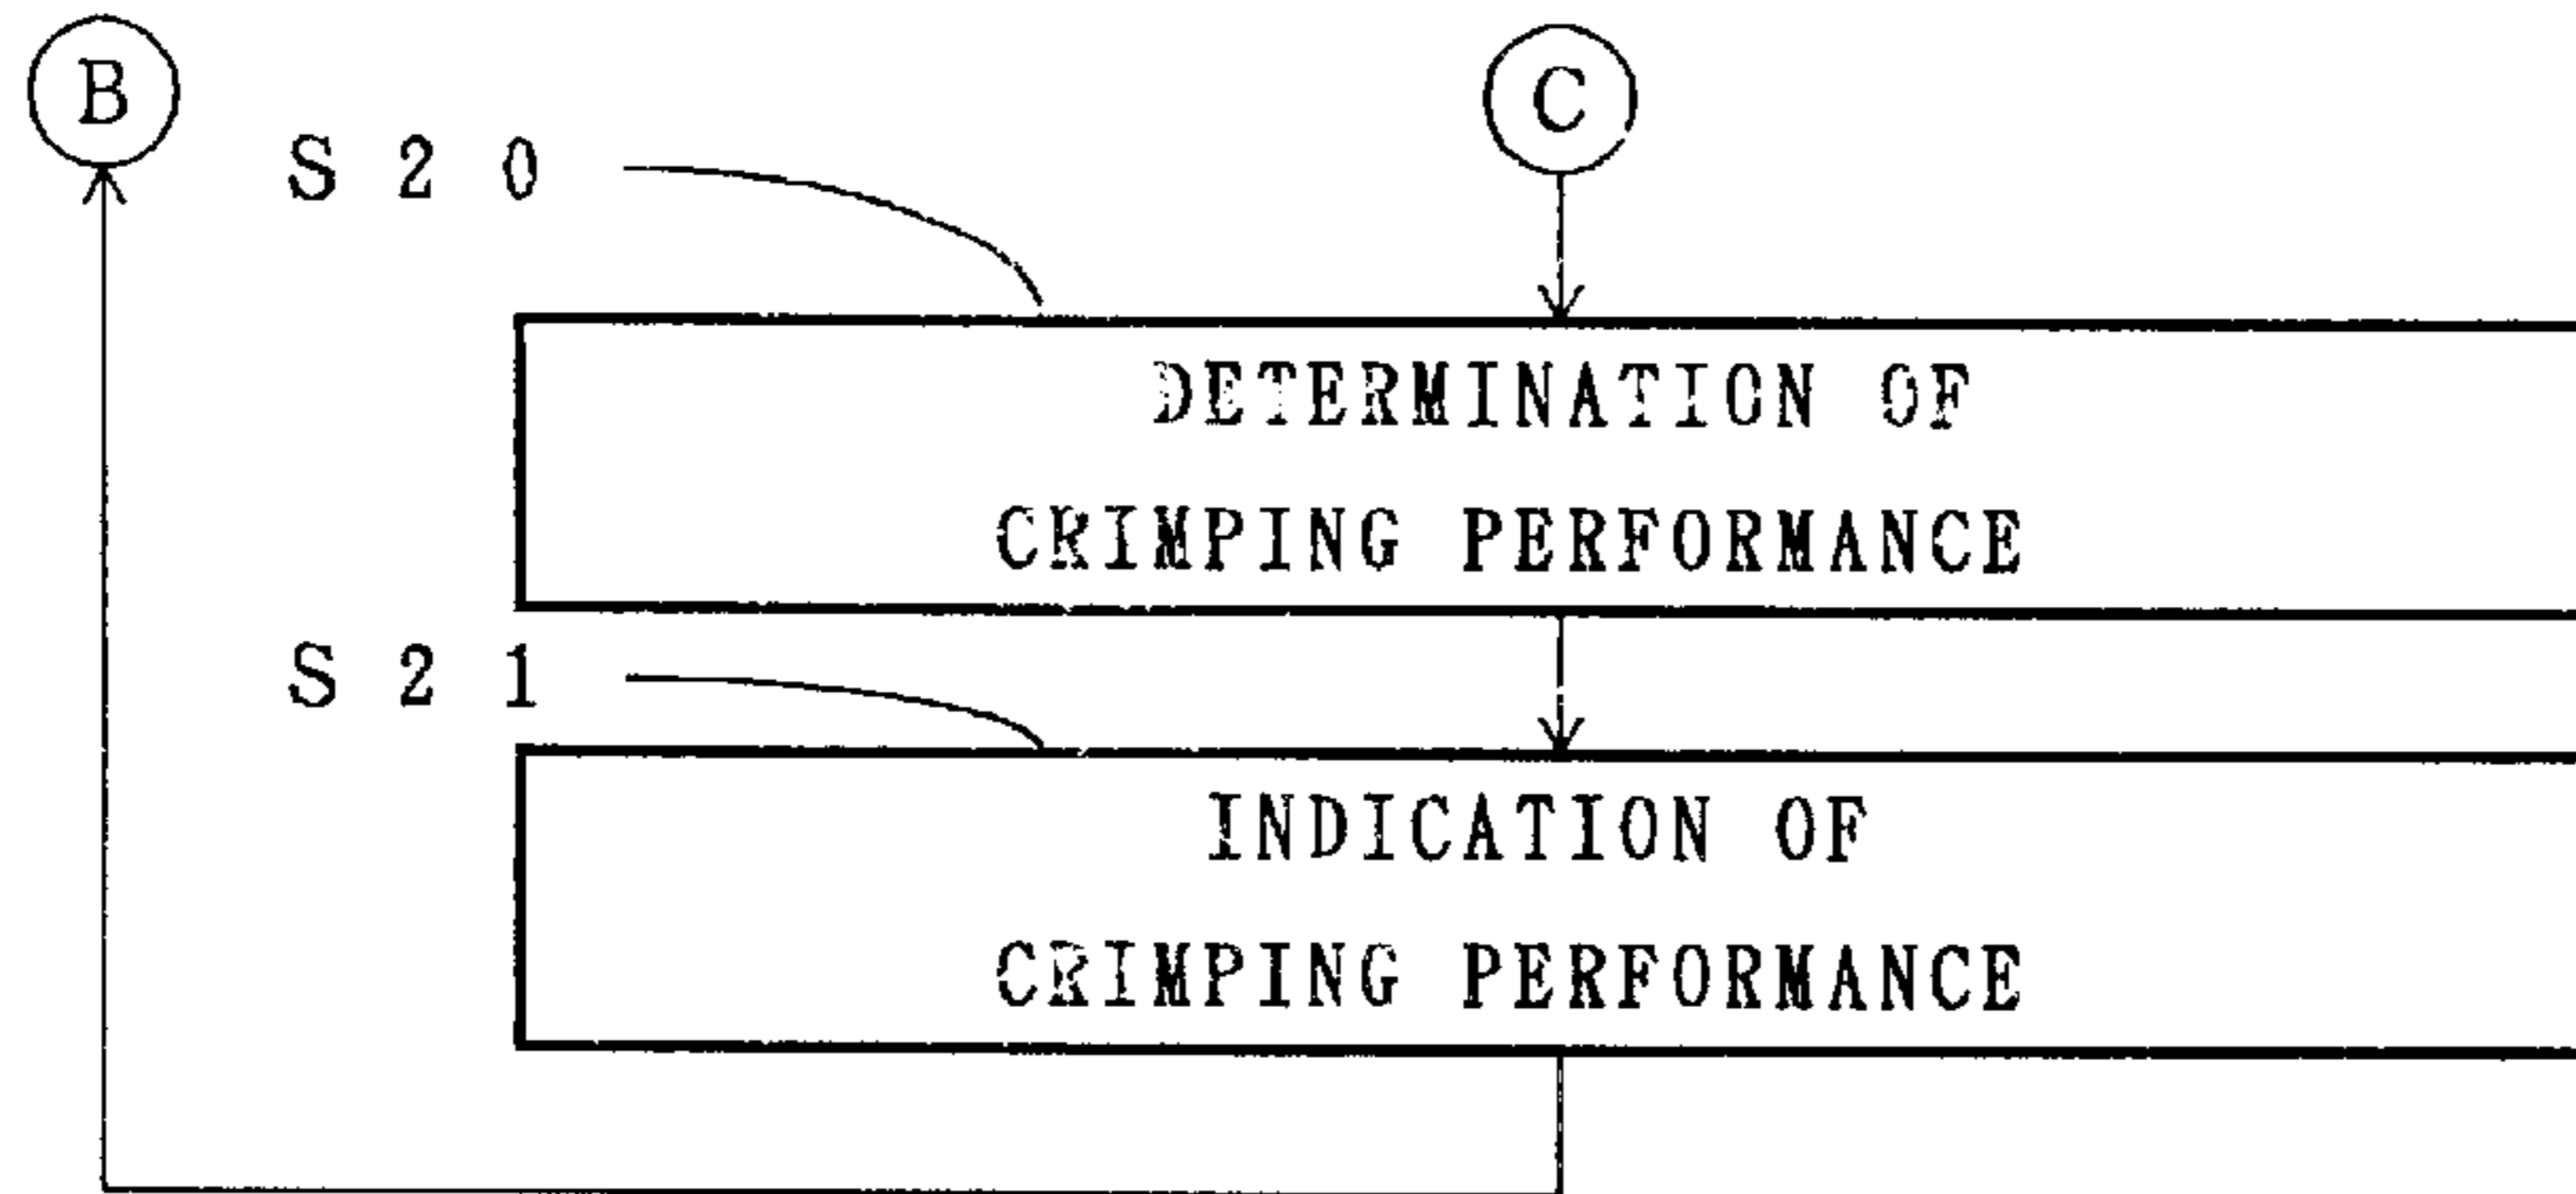 B
C
S 2 0
DETERMINATION OF
CRIMPING PERFORMANCE
S 2 1
INDICATION OF
CRIMPING PERFORMANCE